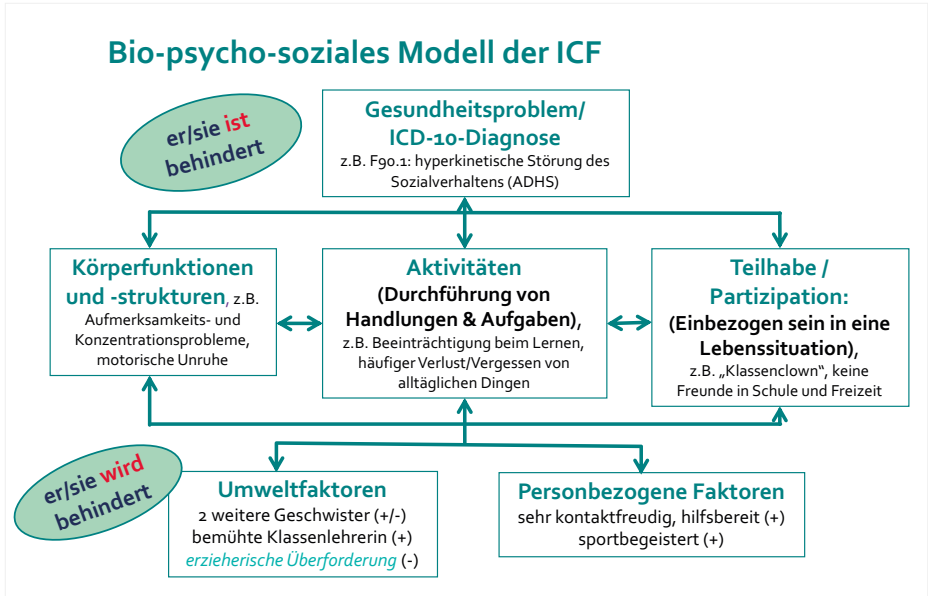 Bio-psycho-soziales Modell der ICF
er/sie ist
behindert
Gesundheitsproblem/
ICD-10-Diagnose
z.B. F90.1: hyperkinetische Störung des
Sozialverhaltens (ADHS)
Körperfunktionen
und -strukturen, z.B.
Aufmerksamkeits- und
Konzentrationsprobleme,
motorische Unruhe
Aktivitäten
(Durchführung von
Handlungen & Aufgaben),
z.B. Beeinträchtigung beim Lernen,
häufiger Verlust/Vergessen von
alltäglichen Dingen
Teilhabe /
Partizipation:
(Einbezogen sein in eine
Lebenssituation),
z.B. „Klassenclown“, keine
Freunde in Schule und Freizeit
er/sie wird
behindert
Umweltfaktoren
2 weitere Geschwister (+/-)
bemühte Klassenlehrerin (+)
erzieherische Überforderung (-)
Personbezogene Faktoren
sehr kontaktfreudig, hilfsbereit (+)
sportbegeistert (+)